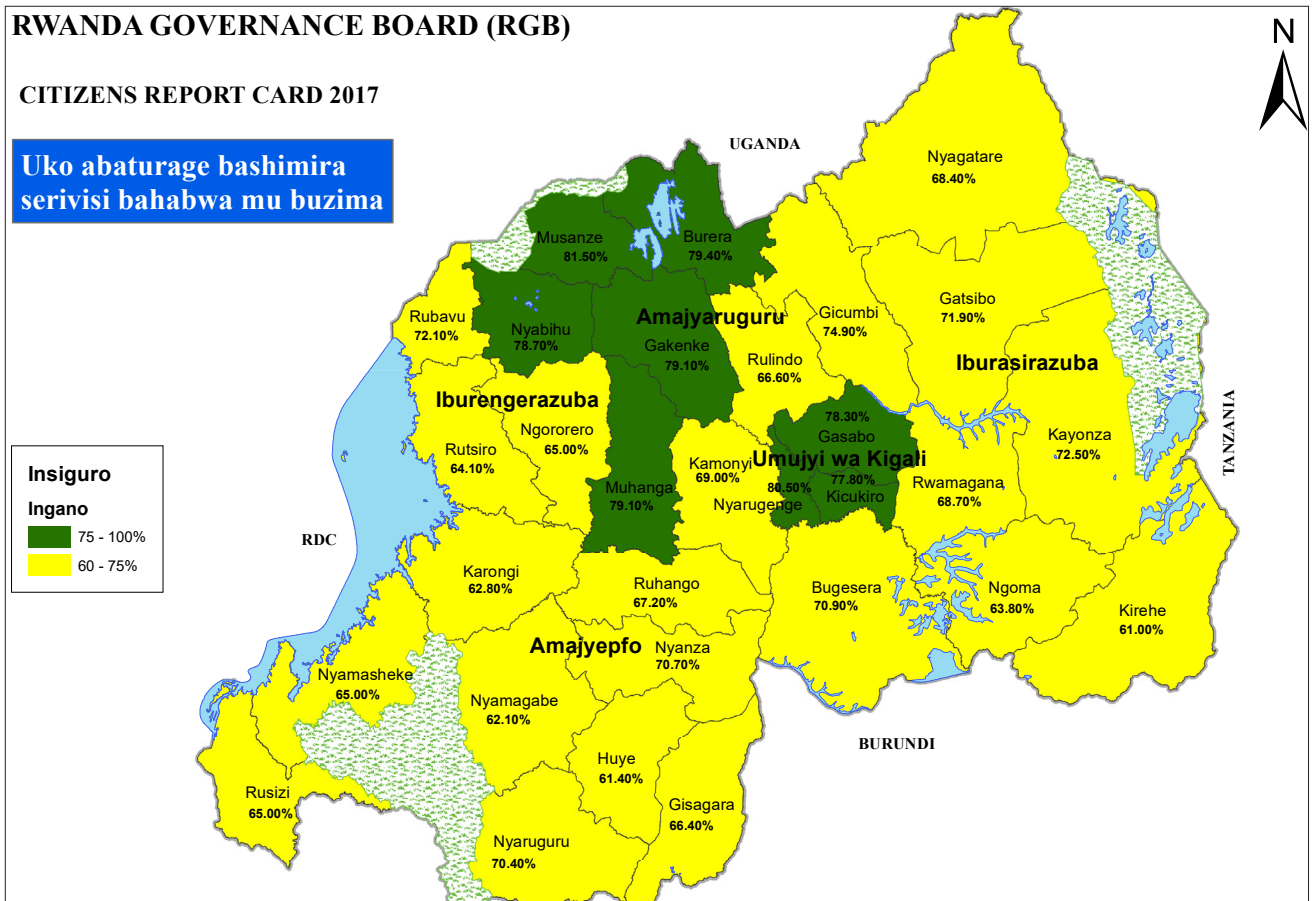 RWANDA GOVERNANCE BOARD (RGB)
N
CITIZENS REPORT CARD 2017
UGANDA
Uko abaturage bashimira
serivisi bahabwa mu buzima
Nyagatare
68.40%
Musanze
81.50%
Burera
79.40%
Rubavu
72.10%
Nyabihu
78.70%
Amajyaruguru
Gakenke
79.10%
Gicumbi
74.90%
Gatsibo
71.90%
Rulindo
66.60%
Iburasirazuba
Iburengerazuba
Ngororero
65.00%
Rutsiro
64.10%
78.30%
Gasabo
Umujyi wa Kigali
77.80%
Kicukiro
80.50%
Nyarugenge
Kamonyi
69.00%
Kayonza
72.50%
TANZANIA
Rwamagana
68.70%
Muhanga
79.10%
Insiguro
Ingano
75 - 100%
60 - 75%
RDC
Karongi
62.80%
Ruhango
67.20%
Bugesera
70.90%
Ngoma
63.80%
Kirehe
61.00%
Amajyepfo
Nyanza
70.70%
Nyamasheke
65.00%
Nyamagabe
62.10%
BURUNDI
Huye
61.40%
Rusizi
65.00%
Gisagara
66.40%
Nyaruguru
70.40%